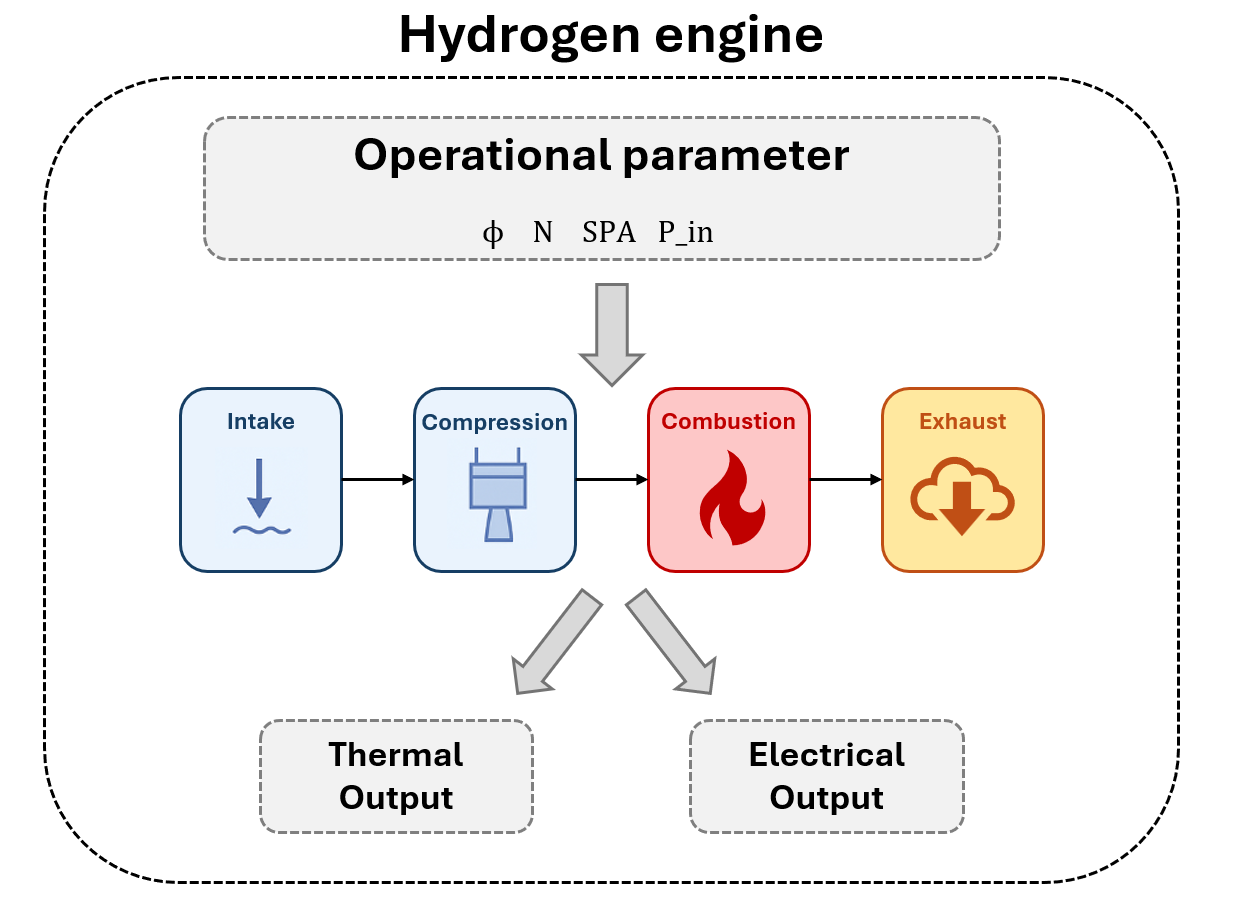 Hydrogen engine
Operational parameter
ϕ N SPA P_in
Intake
Compression
Combustion
Exhaust
Thermal
Output
Electrical
Output